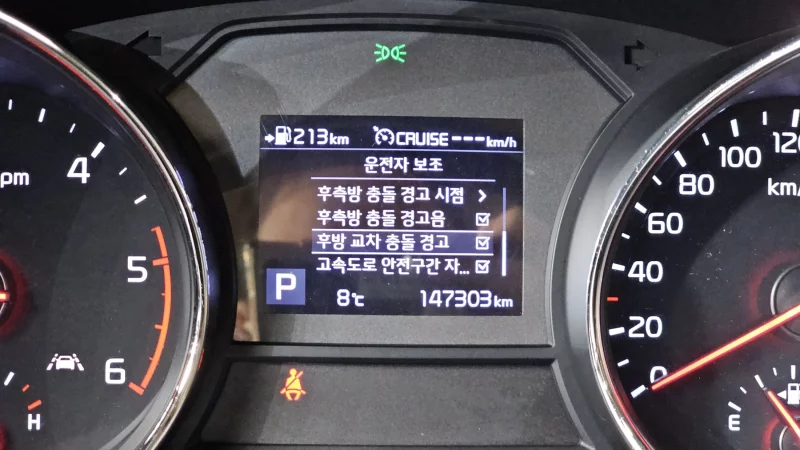 213km CRUISE---km/h
운전자 보조
후측방 충돌 경고 시점
후측방 충돌 경고음
후방 교차 충돌 경고
고속도로 안전구간 자...
P 8℃ 147303km
pm
4
5
6
H
120
100
80
60
40
20
0
km/
E